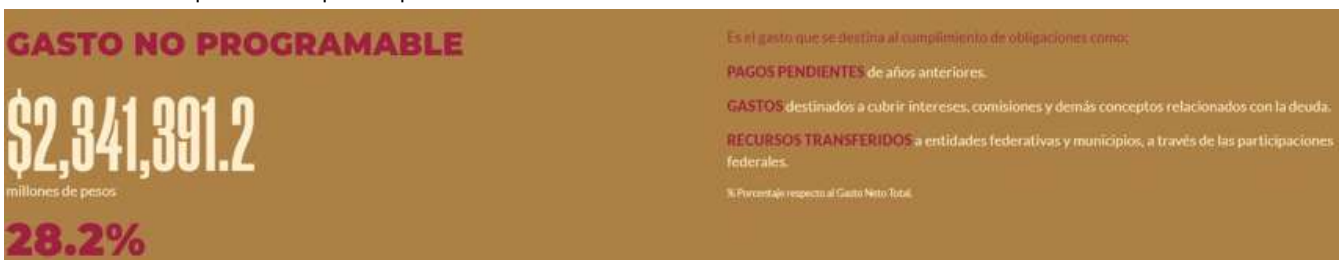 GASTO NO PROGRAMABLE
$2,341,391.2
millones de pesos
28.2%
Es el gasto que se destina al cumplimiento de obligaciones como:
PAGOS PENDIENTES de años anteriores.
GASTOS destinados a cubrir intereses, comisiones y demás conceptos relacionados con la deuda.
RECURSOS TRANSFERIDOS a entidades federativas y municipios, a través de las participaciones
federales.
% Porcentaje respecto al Gasto Neto Total.